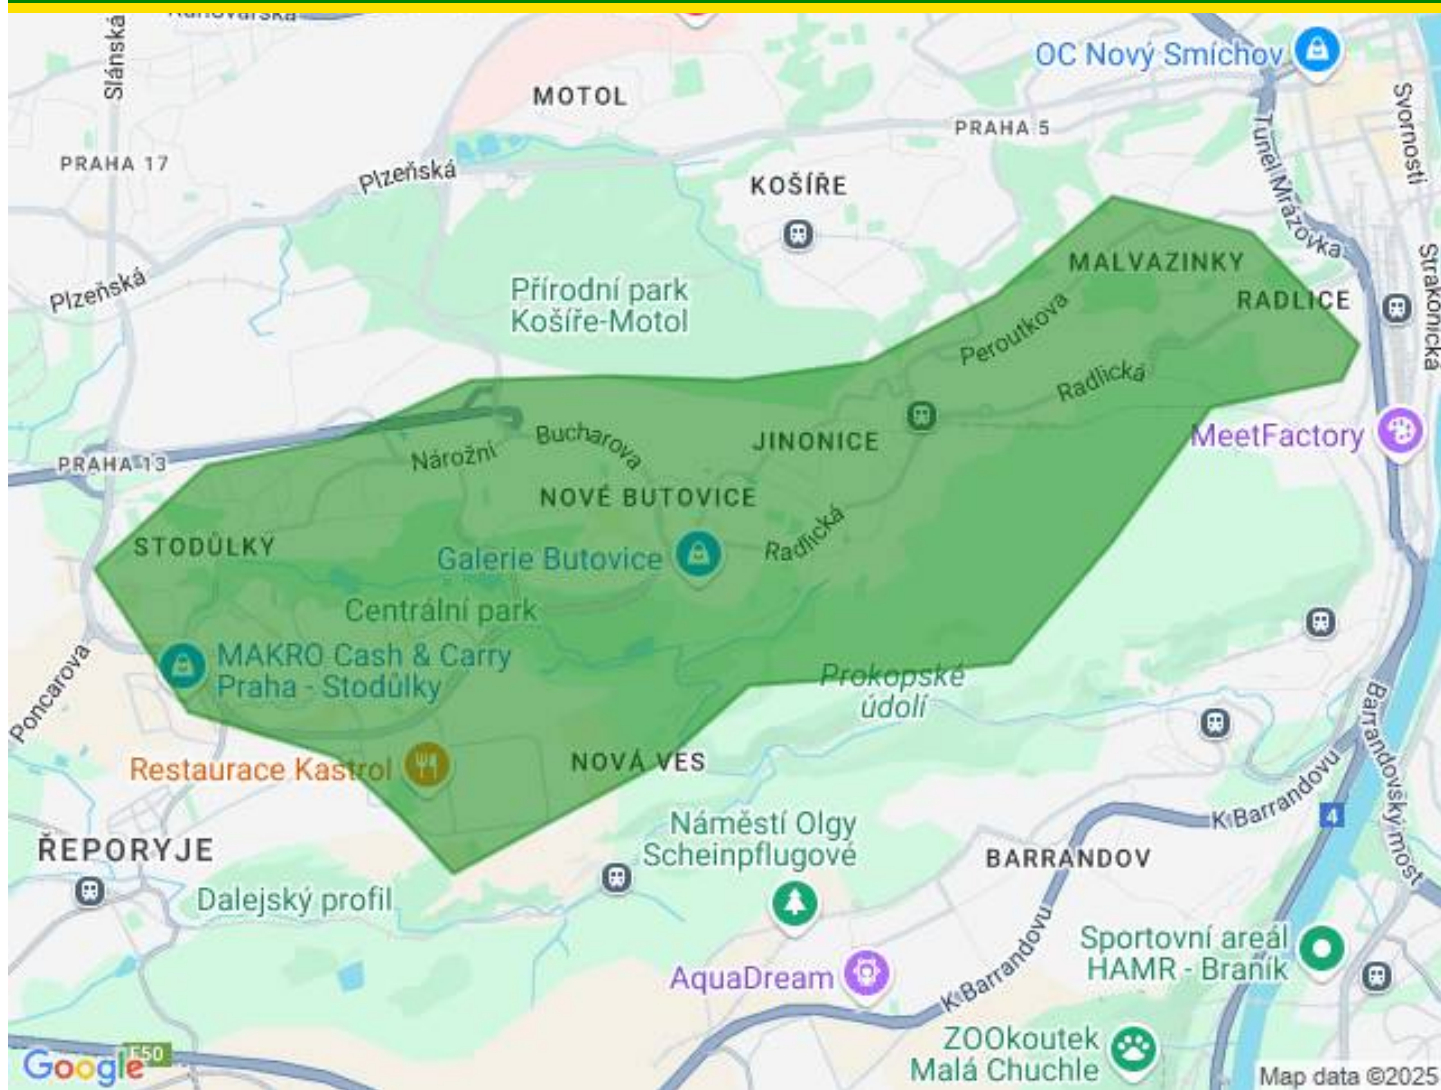 Slánská
OC Nový Smíchov
MOTOL
Svornosti
PRAHA 5
PRAHA 17
Plzeňská
Tunel Mrázovka
KOŠÍŘE
Strakonická
MALVAZINKY
Plzeňská
Přírodní park
Košíře-Motol
RADLICE
Peroutkova
Radlická
MeetFactory
Bucharova
JINONICE
Nárožní
PRAHA 13
NOVÉ BUTOVICE
Radlická
STODŮLKY
Galerie Butovice
Centrální park
MAKRO Cash & Carry
Praha - Stodůlky
Prokopské
údolí
Poncarova
Barrandovský most
NOVÁ VES
Restaurace Kastrol
K Barrandovu
4
Náměstí Olgy
Scheinpflugové
ŘEPORYJE
BARRANDOV
Dalejský profil
K Barrandovu
Sportovní areál
HAMR - Braník
AquaDream
ZOOkoutek
Malá Chuchle
E50
Google
Map data ©2025